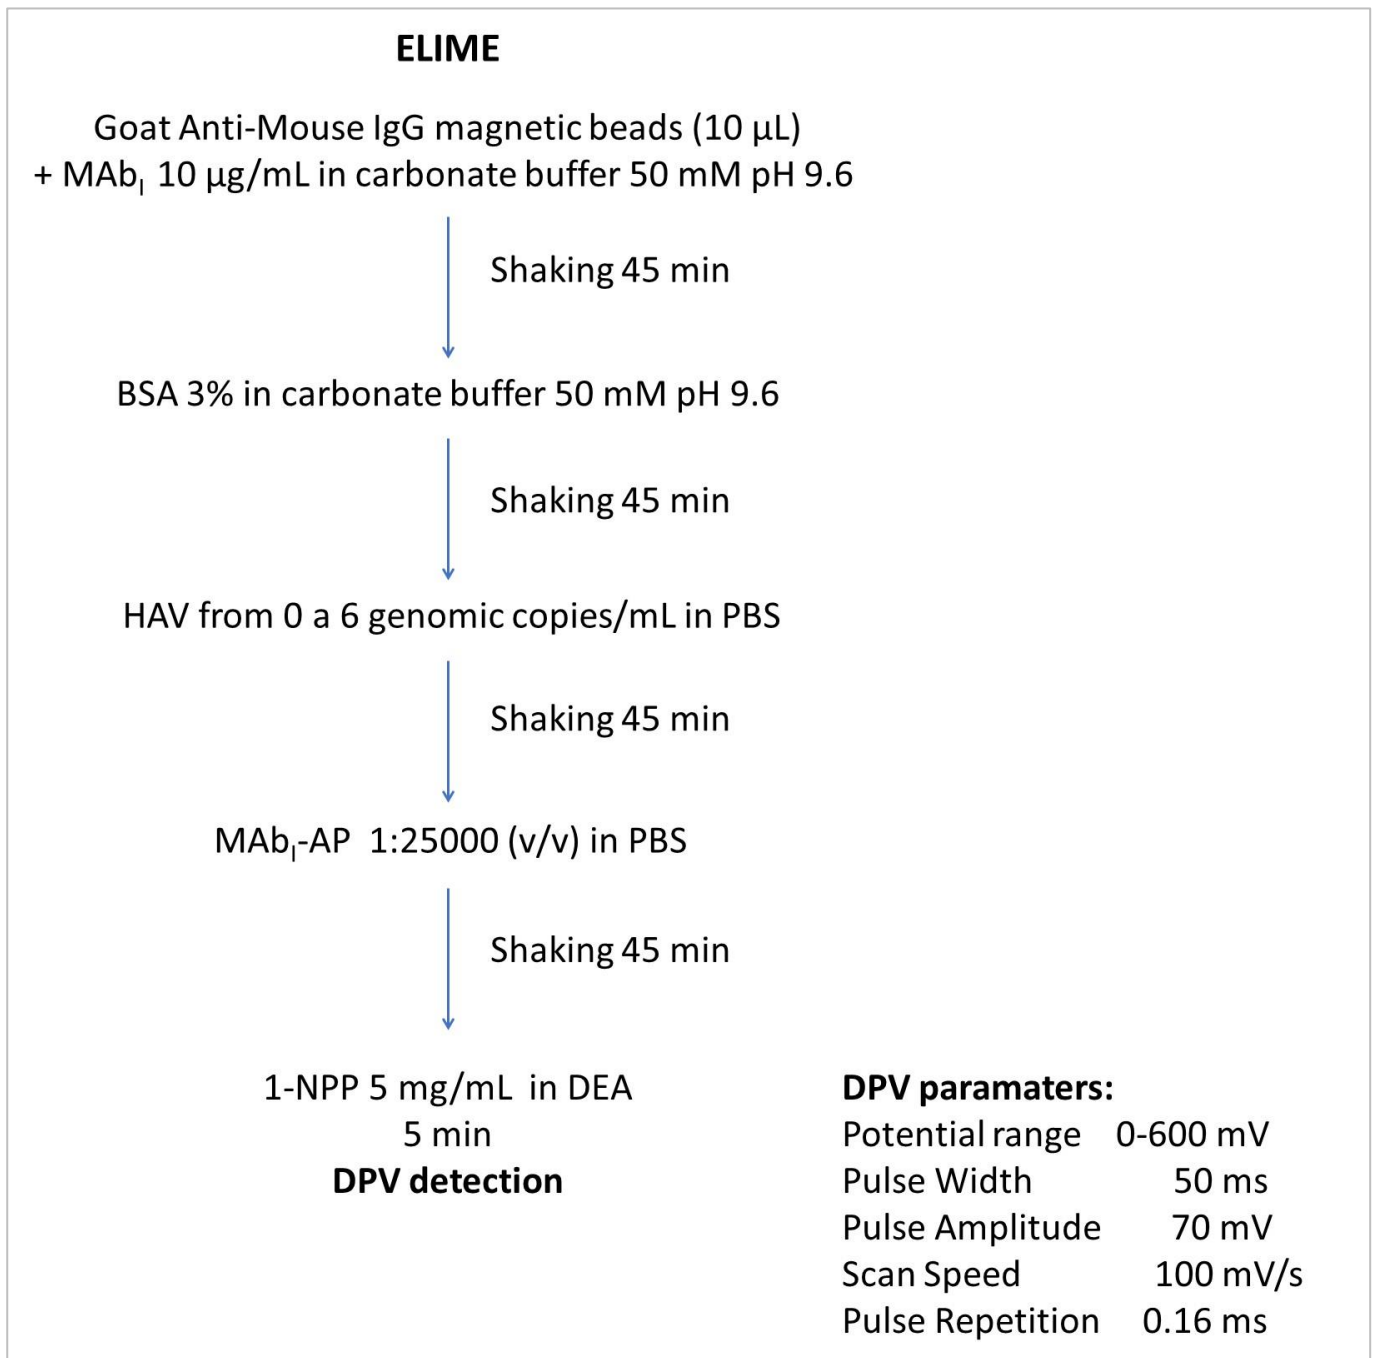 ELIME
Goat Anti-Mouse IgG magnetic beads (10 µL)
+ MAbI 10 µg/mL in carbonate buffer 50 mM pH 9.6
Shaking 45 min
BSA 3% in carbonate buffer 50 mM pH 9.6
Shaking 45 min
HAV from 0 a 6 genomic copies/mL in PBS
Shaking 45 min
MAbI-AP 1:25000 (v/v) in PBS
Shaking 45 min
1-NPP 5 mg/mL in DEA
5 min
DPV detection
DPV paramaters:
Potential range 0-600 mV
Pulse Width 50 ms
Pulse Amplitude 70 mV
Scan Speed 100 mV/s
Pulse Repetition 0.16 ms